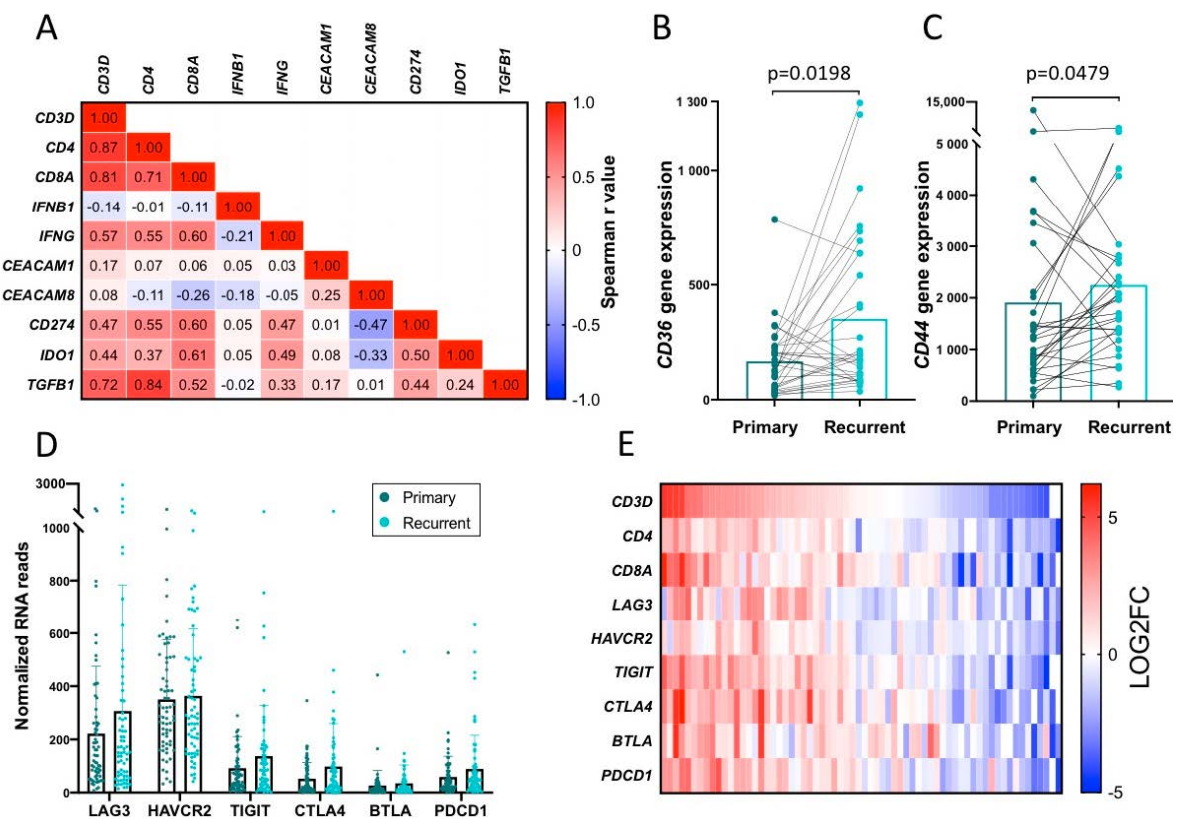 A
CD3D CD4 CD8A IFNB1 IFNG CEACAM1 CEACAM8 CD274 IDO1 TGFB1
CD3D 1.00
CD4 0.87 1.00
CD8A 0.81 0.71 1.00
IFNB1 -0.14 -0.01 -0.11 1.00
IFNG 0.57 0.55 0.60 -0.21 1.00
CEACAM1 0.17 0.07 0.06 0.05 0.03 1.00
CEACAM8 0.08 -0.11 -0.26 -0.18 -0.05 0.25 1.00
CD274 0.47 0.55 0.60 0.05 0.47 0.01 -0.47 1.00
IDO1 0.44 0.37 0.61 0.05 0.49 0.08 -0.33 0.50 1.00
TGFB1 0.72 0.84 0.52 -0.02 0.33 0.17 0.01 0.44 0.24 1.00
1.0
0.5
0
-0.5
-1.0
Spearman r value
B
p=0.0198
CD36 gene expression
1 300
1 000
500
0
Primary Recurrent
C
p=0.0479
CD44 gene expression
15,000
5 000
4 000
3 000
2 000
1 000
0
Primary Recurrent
D
Normalized RNA reads
3000
1000
800
600
400
200
0
Primary
Recurrent
LAG3 HAVCR2 TIGIT CTLA4 BTLA PDCD1
E
CD3D
CD4
CD8A
LAG3
HAVCR2
TIGIT
CTLA4
BTLA
PDCD1
5
0
-5
LOG2FC